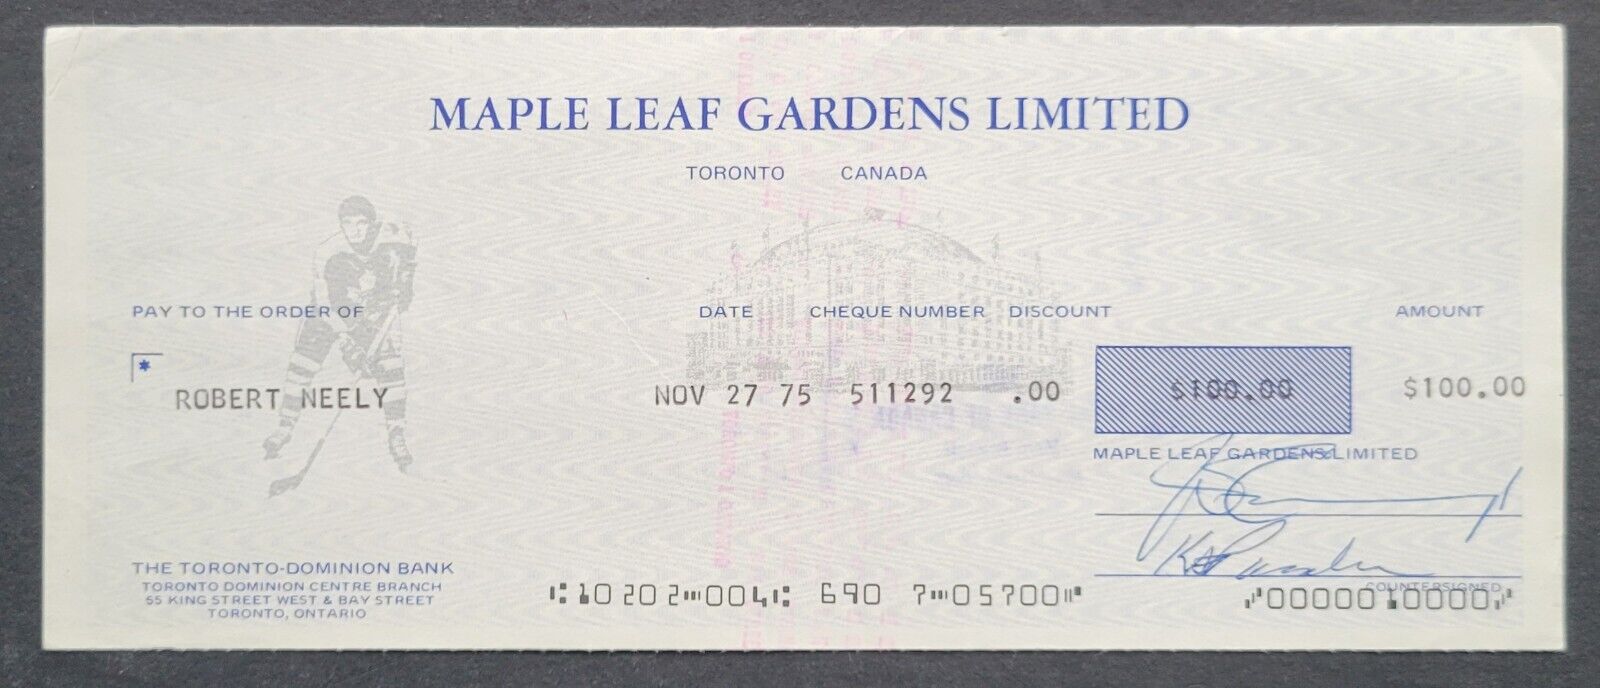 MAPLE LEAF GARDENS LIMITED
TORONTO CANADA
PAY TO THE ORDER OF DATE CHEQUE NUMBER DISCOUNT AMOUNT
* ROBERT NEELY NOV 27 75 511292 .00 $100.00 $100.00
MAPLE LEAF GARDENS LIMITED
THE TORONTO-DOMINION BANK
TORONTO DOMINION CENTRE BRANCH
55 KING STREET WEST & BAY STREET
TORONTO, ONTARIO
COUNTERSIGNED
⑆10202⑉004⑆ 690 7⑉05700⑈ ⑇0000010000⑇